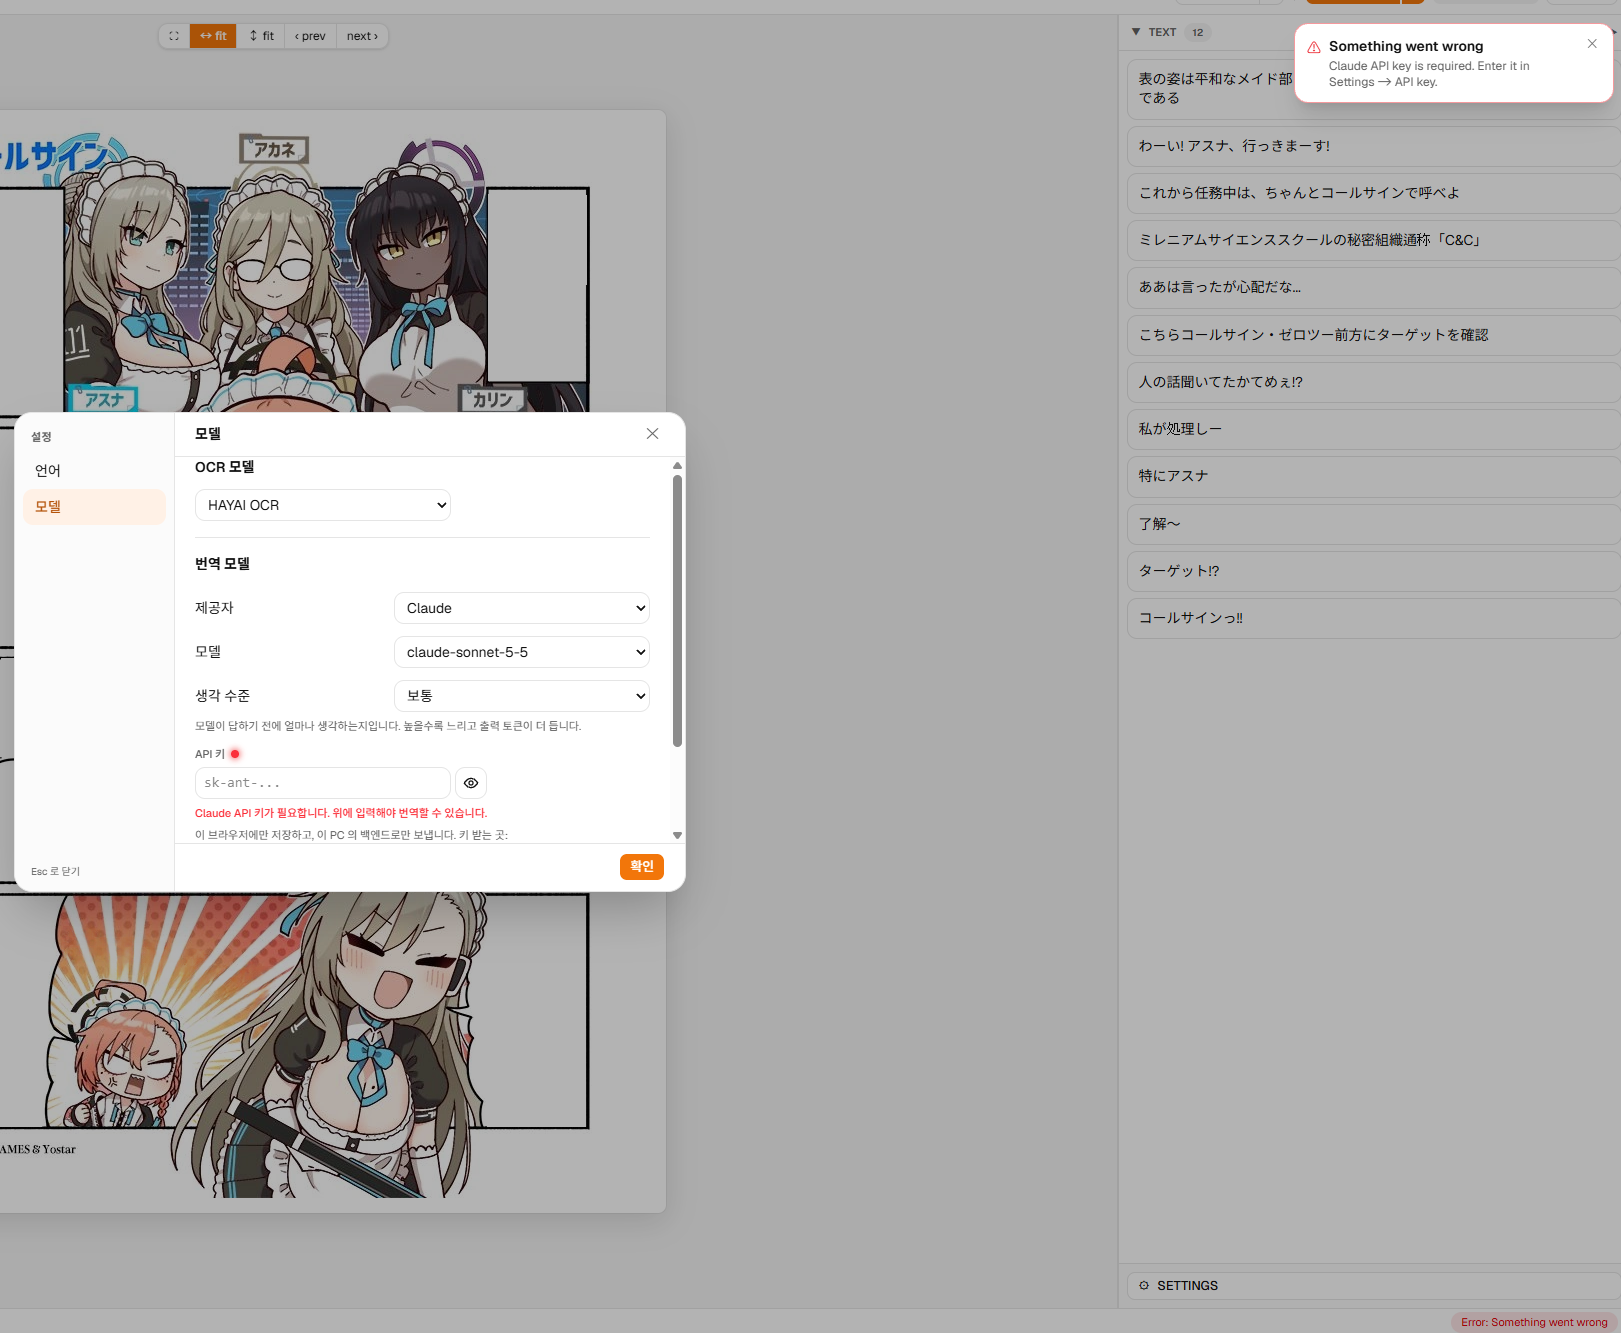 fit
fit
‹ prev
next ›
TEXT 12
Something went wrong
Claude API key is required. Enter it in
Settings → API key.
表の姿は平和なメイド部
である
わーい! アスナ、行っきまーす!
これから任務中は、ちゃんとコールサインで呼べよ
ミレニアムサイエンススクールの秘密組織通称「C&C」
ああは言ったが心配だな...
こちらコールサイン・ゼロツー前方にターゲットを確認
人の話聞いてたかてめぇ!?
私が処理しー
特にアスナ
了解〜
ターゲット!?
コールサインっ!!
SETTINGS
Error: Something went wrong
ールサイン
アカネ
アスナ
カリン
설정
언어
모델
Esc 로 닫기
모델
OCR 모델
HAYAI OCR
번역 모델
제공자
Claude
모델
claude-sonnet-5-5
생각 수준
보통
모델이 답하기 전에 얼마나 생각하는지입니다. 높을수록 느리고 출력 토큰이 더 듭니다.
API 키
sk-ant-...
Claude API 키가 필요합니다. 위에 입력해야 번역할 수 있습니다.
이 브라우저에만 저장하고, 이 PC 의 백엔드로만 보냅니다. 키 받는 곳:
확인
AMES & Yostar